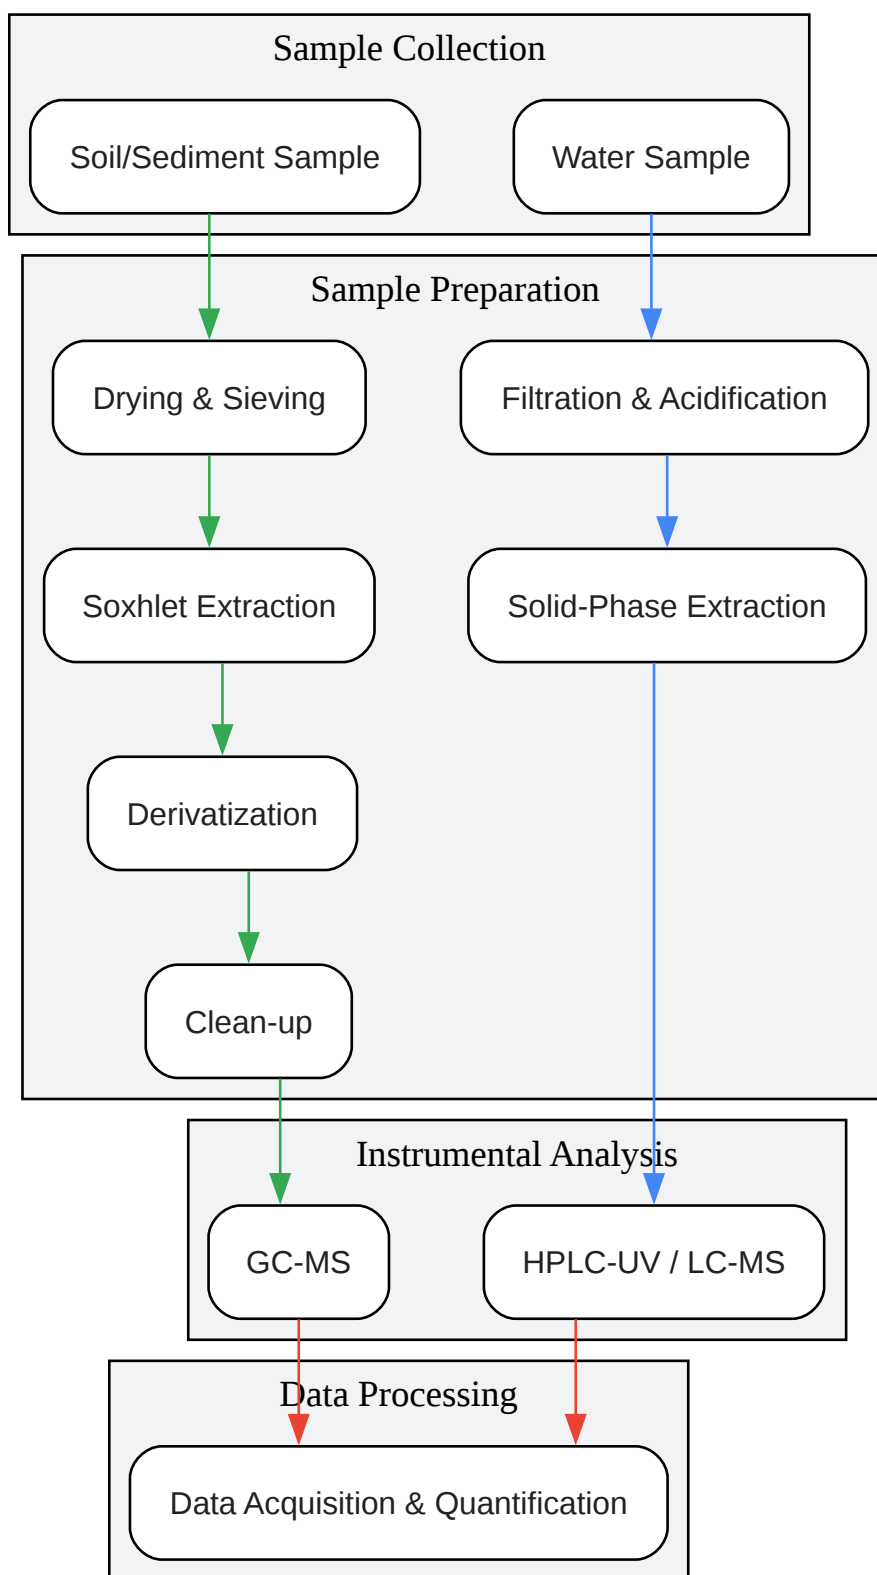 Sample Collection
Soil/Sediment Sample
Water Sample
Sample Preparation
Drying & Sieving
Filtration & Acidification
Soxhlet Extraction
Solid-Phase Extraction
Derivatization
Clean-up
Instrumental Analysis
GC-MS
HPLC-UV / LC-MS
Data Processing
Data Acquisition & Quantification